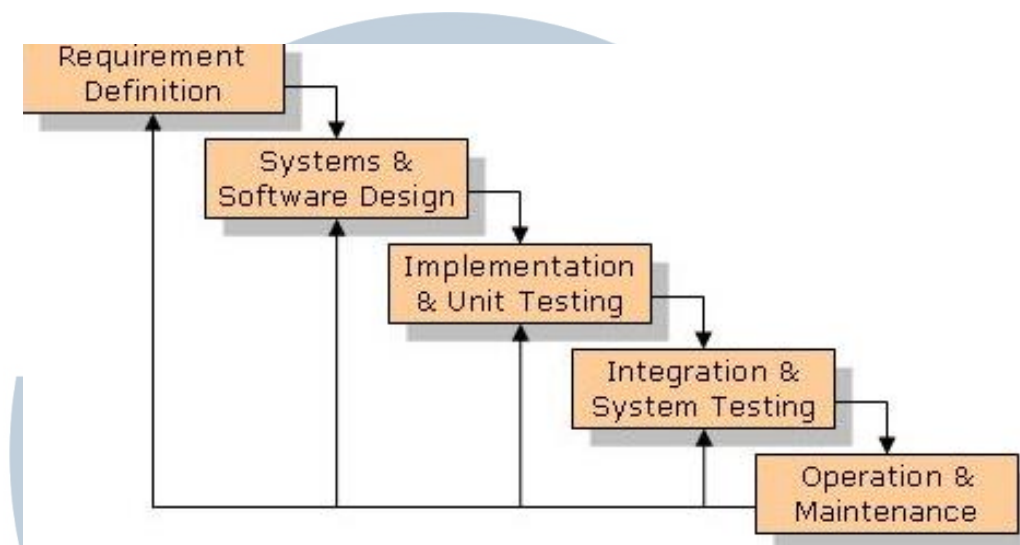 Requirement
Definition
Systems &
Software Design
Implementation
& Unit Testing
Integration &
System Testing
Operation &
Maintenance